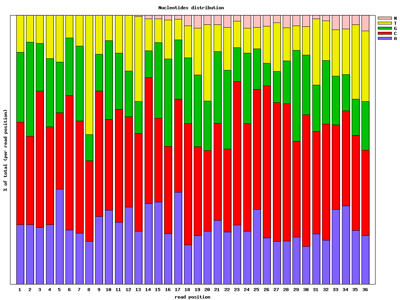 Nucleotides distribution
N
T
G
C
A
% of total (per read position)
1 2 3 4 5 6 7 8 9 10 11 12 13 14 15 16 17 18 19 20 21 22 23 24 25 26 27 28 29 30 31 32 33 34 35 36
read position